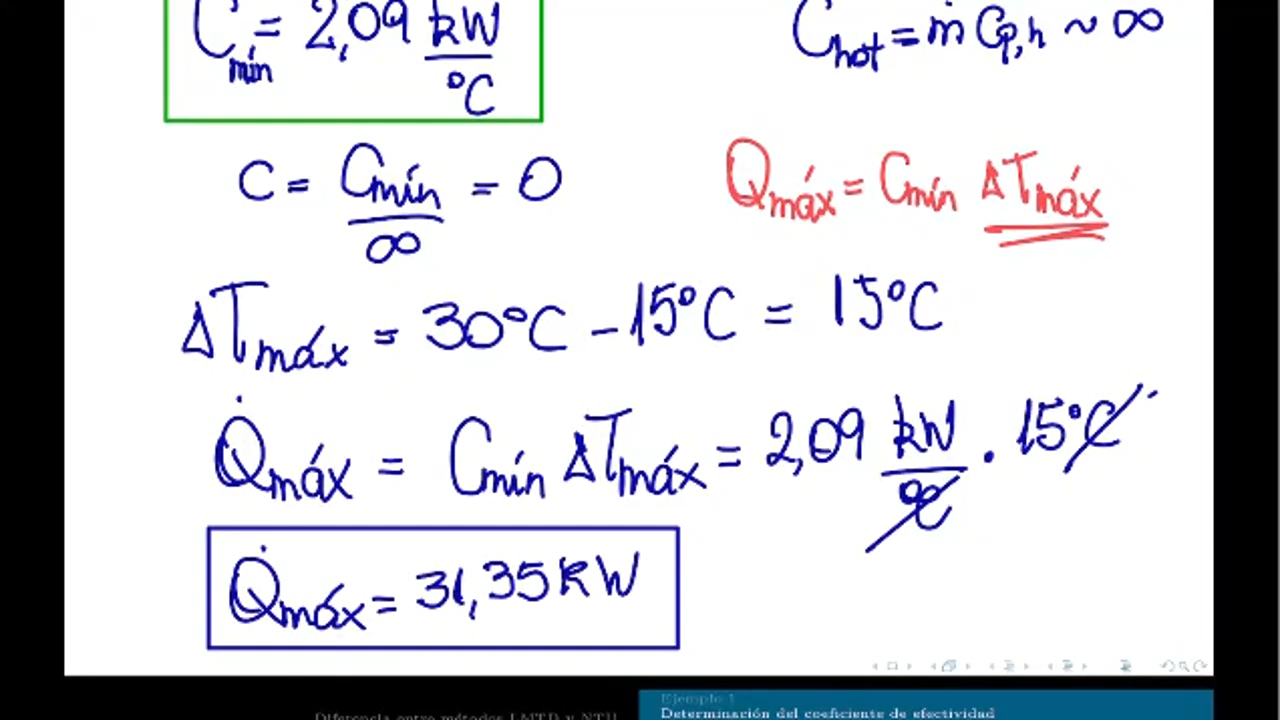 Cmín = 2,09 kW/°C
Chot = ṁ Cp,h ~ ∞
C = Cmín/∞ = 0
Qmáx = Cmín ΔTmáx
ΔTmáx = 30°C - 15°C = 15°C
Q̇máx = Cmín ΔTmáx = 2,09 kW/°C · 15°C
Q̇máx = 31,35 kW
Ejemplo 1
Diferencia entre métodos LMTD y NTU
Determinación del coeficiente de efectividad